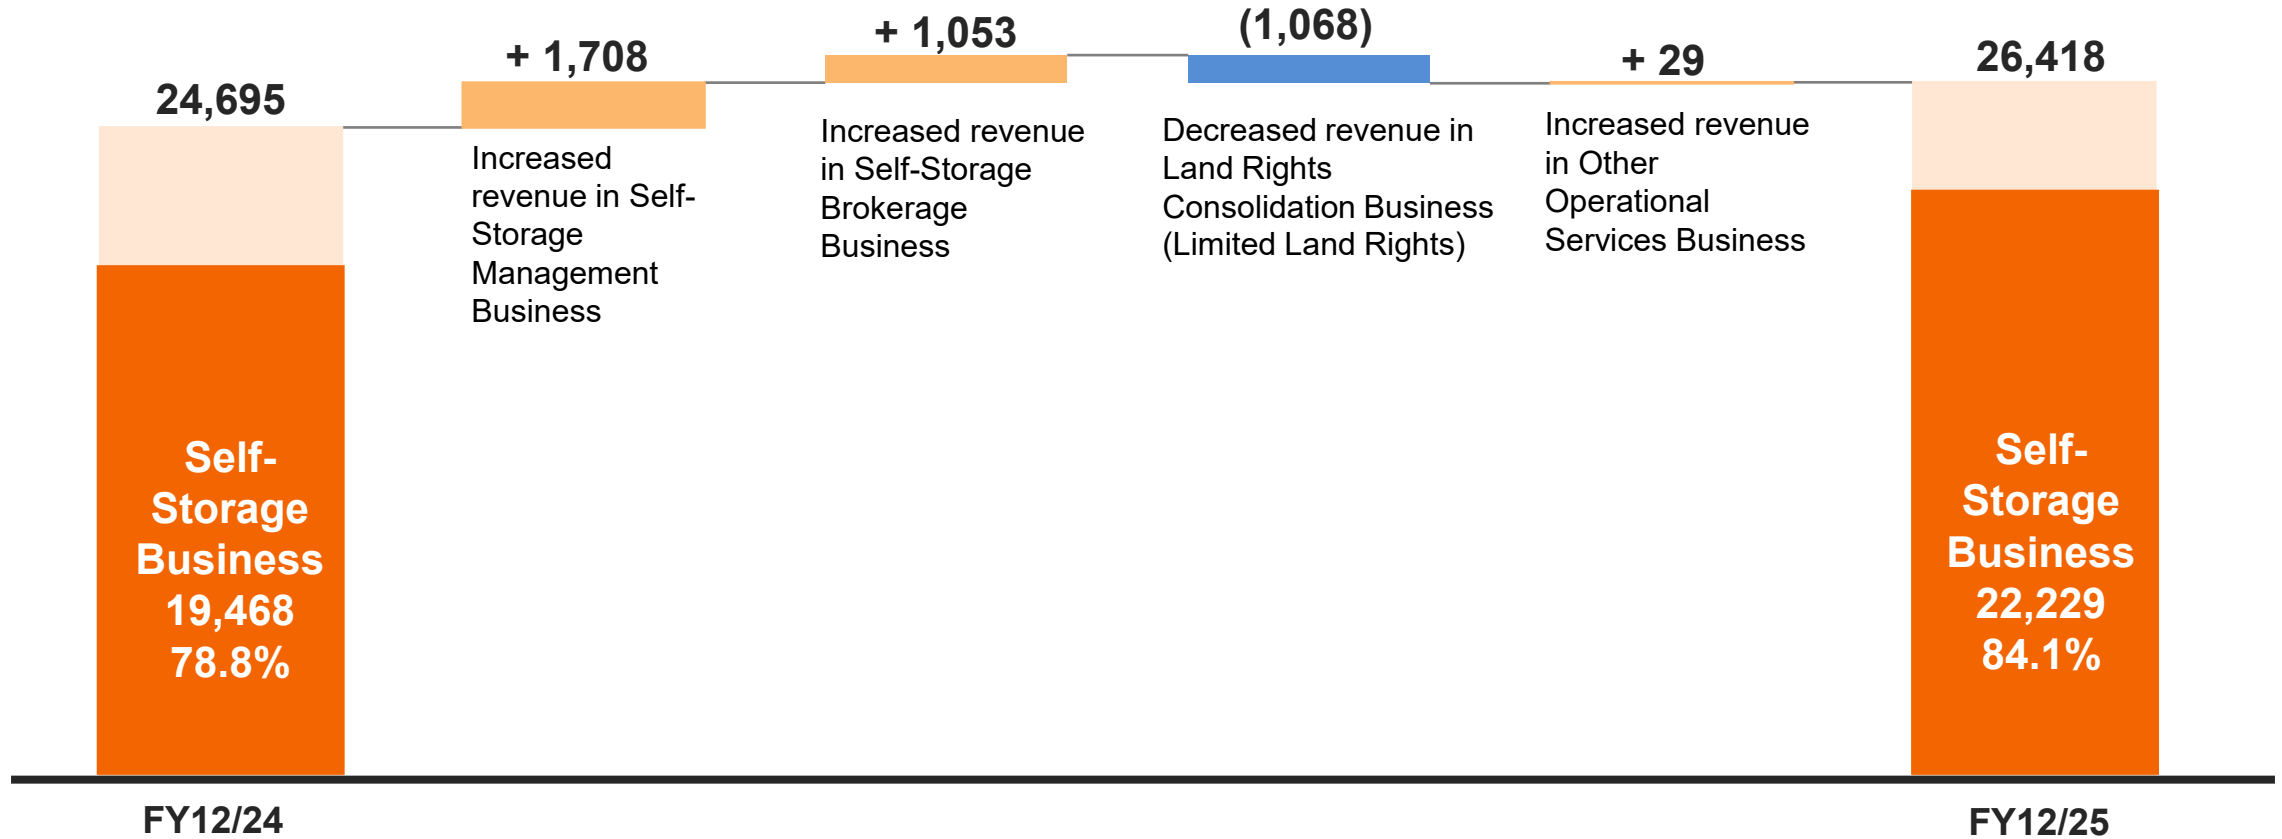 24,695
+ 1,708
+ 1,053
(1,068)
+ 29
26,418
Increased
revenue in Self-
Storage
Management
Business
Increased revenue
in Self-Storage
Brokerage
Business
Decreased revenue in
Land Rights
Consolidation Business
(Limited Land Rights)
Increased revenue
in Other
Operational
Services Business
Self-
Storage
Business
19,468
78.8%
Self-
Storage
Business
22,229
84.1%
FY12/24
FY12/25